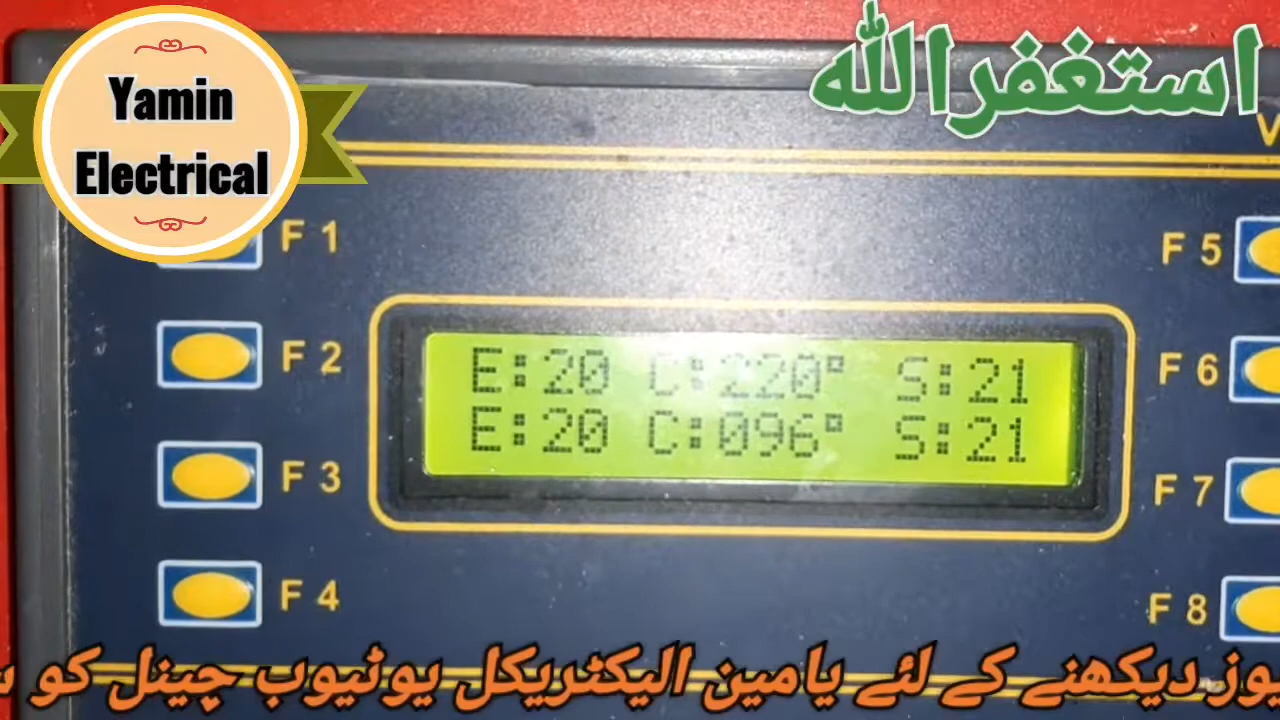 Yamin
Electrical
استغفراللہ
F 1
F 2
F 3
F 4
E:20 C:220° S:21
E:20 C:096° S:21
F 5
F 6
F 7
F 8
دیکھنے کے لئے یامین الیکٹریکل یوٹیوب چینل کو